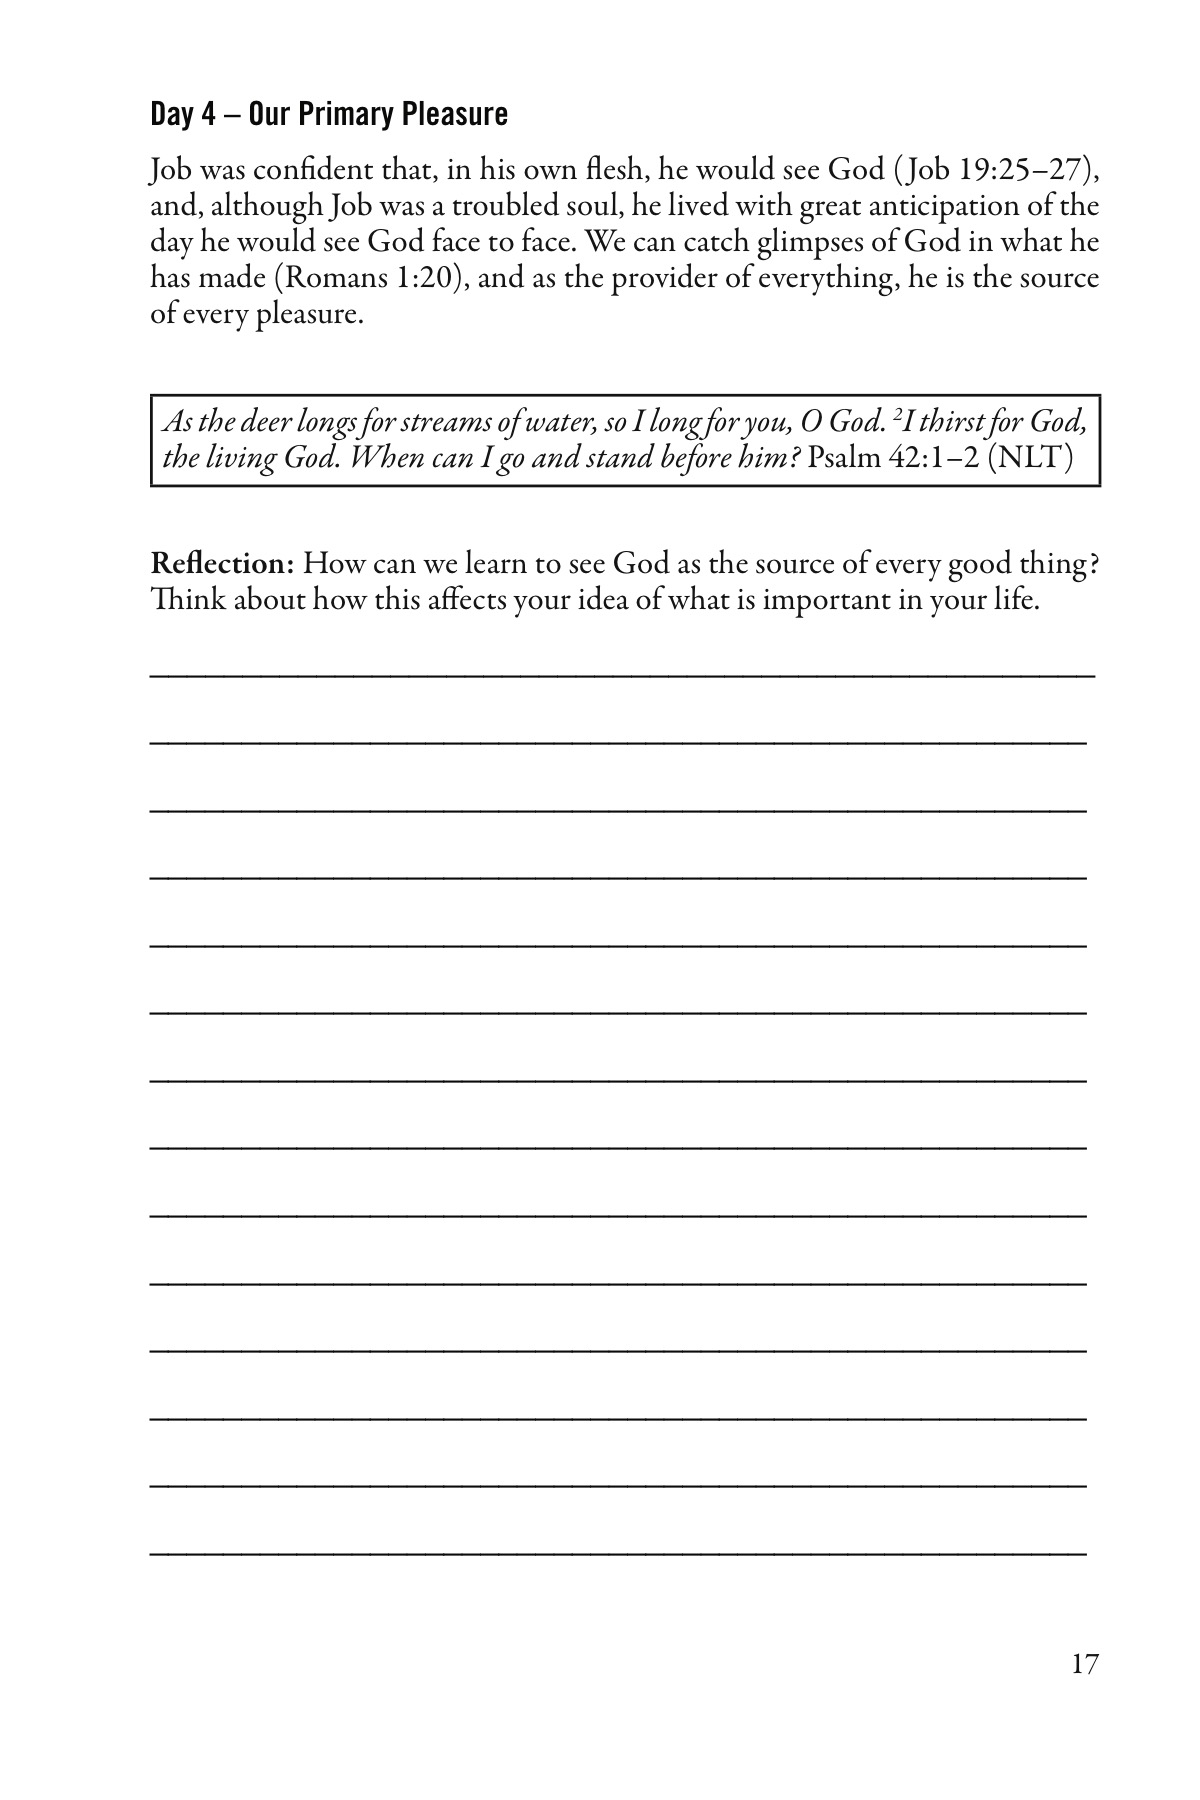 Day 4 – Our Primary Pleasure
Job was confident that, in his own flesh, he would see God (Job 19:25–27),
and, although Job was a troubled soul, he lived with great anticipation of the
day he would see God face to face. We can catch glimpses of God in what he
has made (Romans 1:20), and as the provider of everything, he is the source
of every pleasure.
As the deer longs for streams of water, so I long for you, O God. ²I thirst for God,
the living God. When can I go and stand before him? Psalm 42:1–2 (NLT)
Reflection: How can we learn to see God as the source of every good thing?
Think about how this affects your idea of what is important in your life.
17